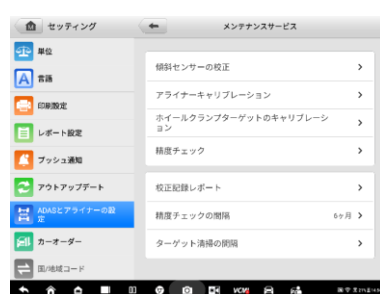 セッティング
メンテナンスサービス
単位
言語
印刷設定
レポート設定
プッシュ通知
アウトアップデート
ADASとアライナーの設
定
カーオーダー
国/地域コード
傾斜センサーの校正
アライナーキャリブレーション
ホイールクランプターゲットのキャリブレーシ
ョン
精度チェック
校正記録レポート
精度チェックの間隔
6ヶ月
ターゲット清掃の間隔
VCMI